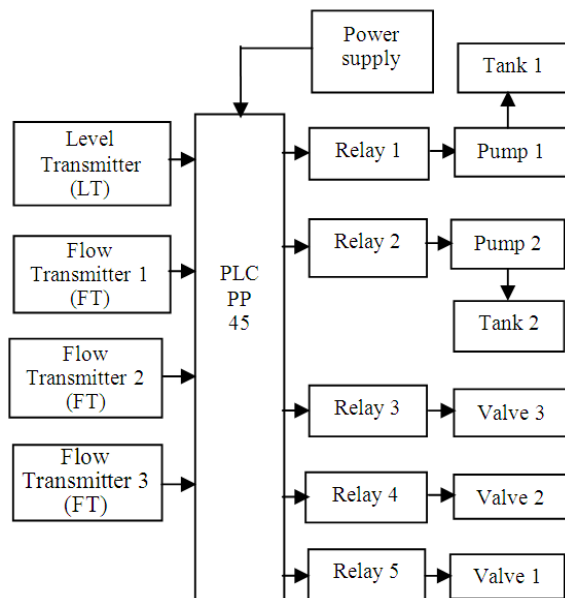 Power
supply
Tank 1
Level
Transmitter
(LT)
Relay 1
Pump 1
Flow
Transmitter 1
(FT)
PLC
PP
45
Relay 2
Pump 2
Tank 2
Flow
Transmitter 2
(FT)
Relay 3
Valve 3
Flow
Transmitter 3
(FT)
Relay 4
Valve 2
Relay 5
Valve 1